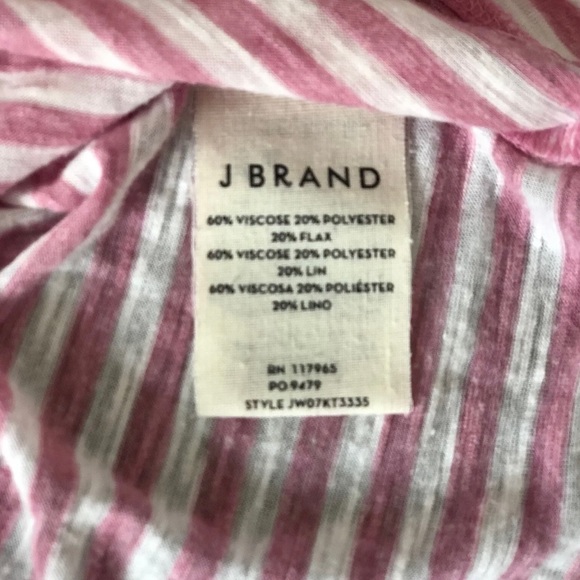 J BRAND
60% VISCOSE 20% POLYESTER
20% FLAX
60% VISCOSE 20% POLYESTER
20% LIN
60% VISCOSA 20% POLIÉSTER
20% LINO
RN 117965
PO 9479
STYLE JW07KT3335